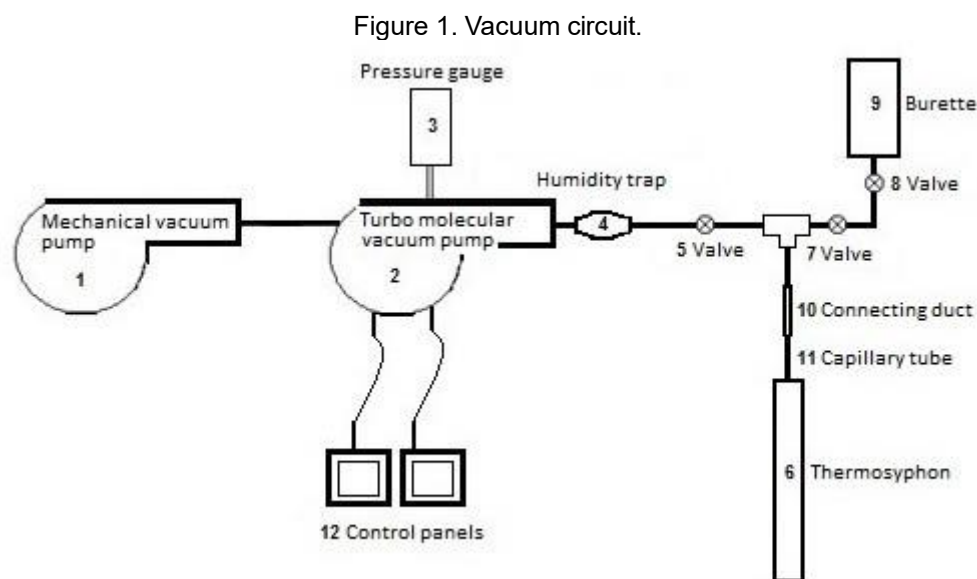 Figure 1. Vacuum circuit.
Pressure gauge
3
9 Burette
Humidity trap
8 Valve
Mechanical vacuum
pump
1
Turbo molecular
vacuum pump
2
4
5 Valve
7 Valve
10 Connecting duct
11 Capillary tube
6 Thermosyphon
12 Control panels